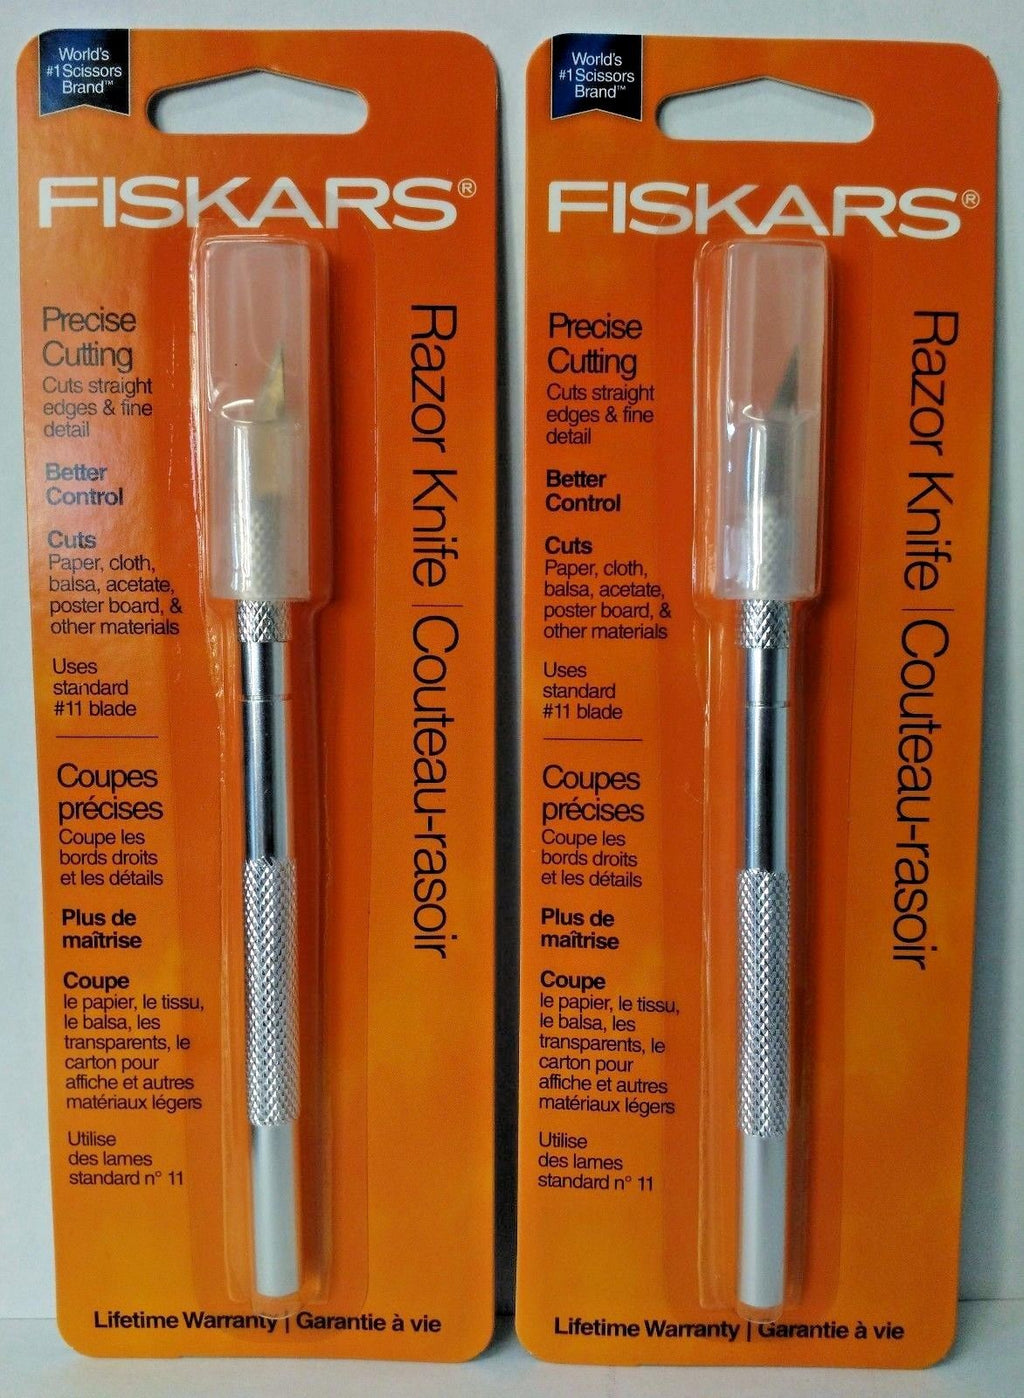 World's
#1 Scissors
Brand™
FISKARS®
Precise
Cutting
Cuts straight
edges & fine
detail
Better
Control
Cuts
Paper, cloth,
balsa, acetate,
poster board, &
other materials
Uses
standard
#11 blade
Coupes
précises
Coupe les
bords droits
et les détails
Plus de
maîtrise
Coupe
le papier, le tissu,
le balsa, les
transparents, le
carton pour
affiche et autres
matériaux légers
Utilise
des lames
standard n° 11
Razor Knife | Couteau-rasoir
Lifetime Warranty | Garantie à vie
World's
#1 Scissors
Brand™
FISKARS®
Precise
Cutting
Cuts straight
edges & fine
detail
Better
Control
Cuts
Paper, cloth,
balsa, acetate,
poster board, &
other materials
Uses
standard
#11 blade
Coupes
précises
Coupe les
bords droits
et les détails
Plus de
maîtrise
Coupe
le papier, le tissu,
le balsa, les
transparents, le
carton pour
affiche et autres
matériaux légers
Utilise
des lames
standard n° 11
Razor Knife | Couteau-rasoir
Lifetime Warranty | Garantie à vie